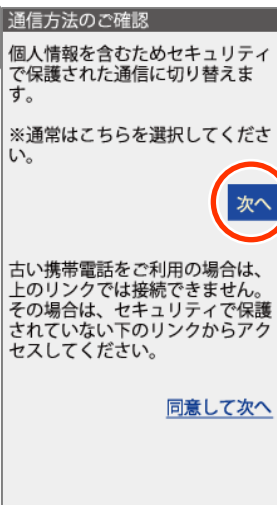 通信方法のご確認
個人情報を含むためセキュリティ
で保護された通信に切り替えま
す。
※通常はこちらを選択してくださ
い。
次へ
古い携帯電話をご利用の場合は、
上のリンクでは接続できません。
その場合は、セキュリティで保護
されていない下のリンクからアク
セスしてください。
同意して次へ